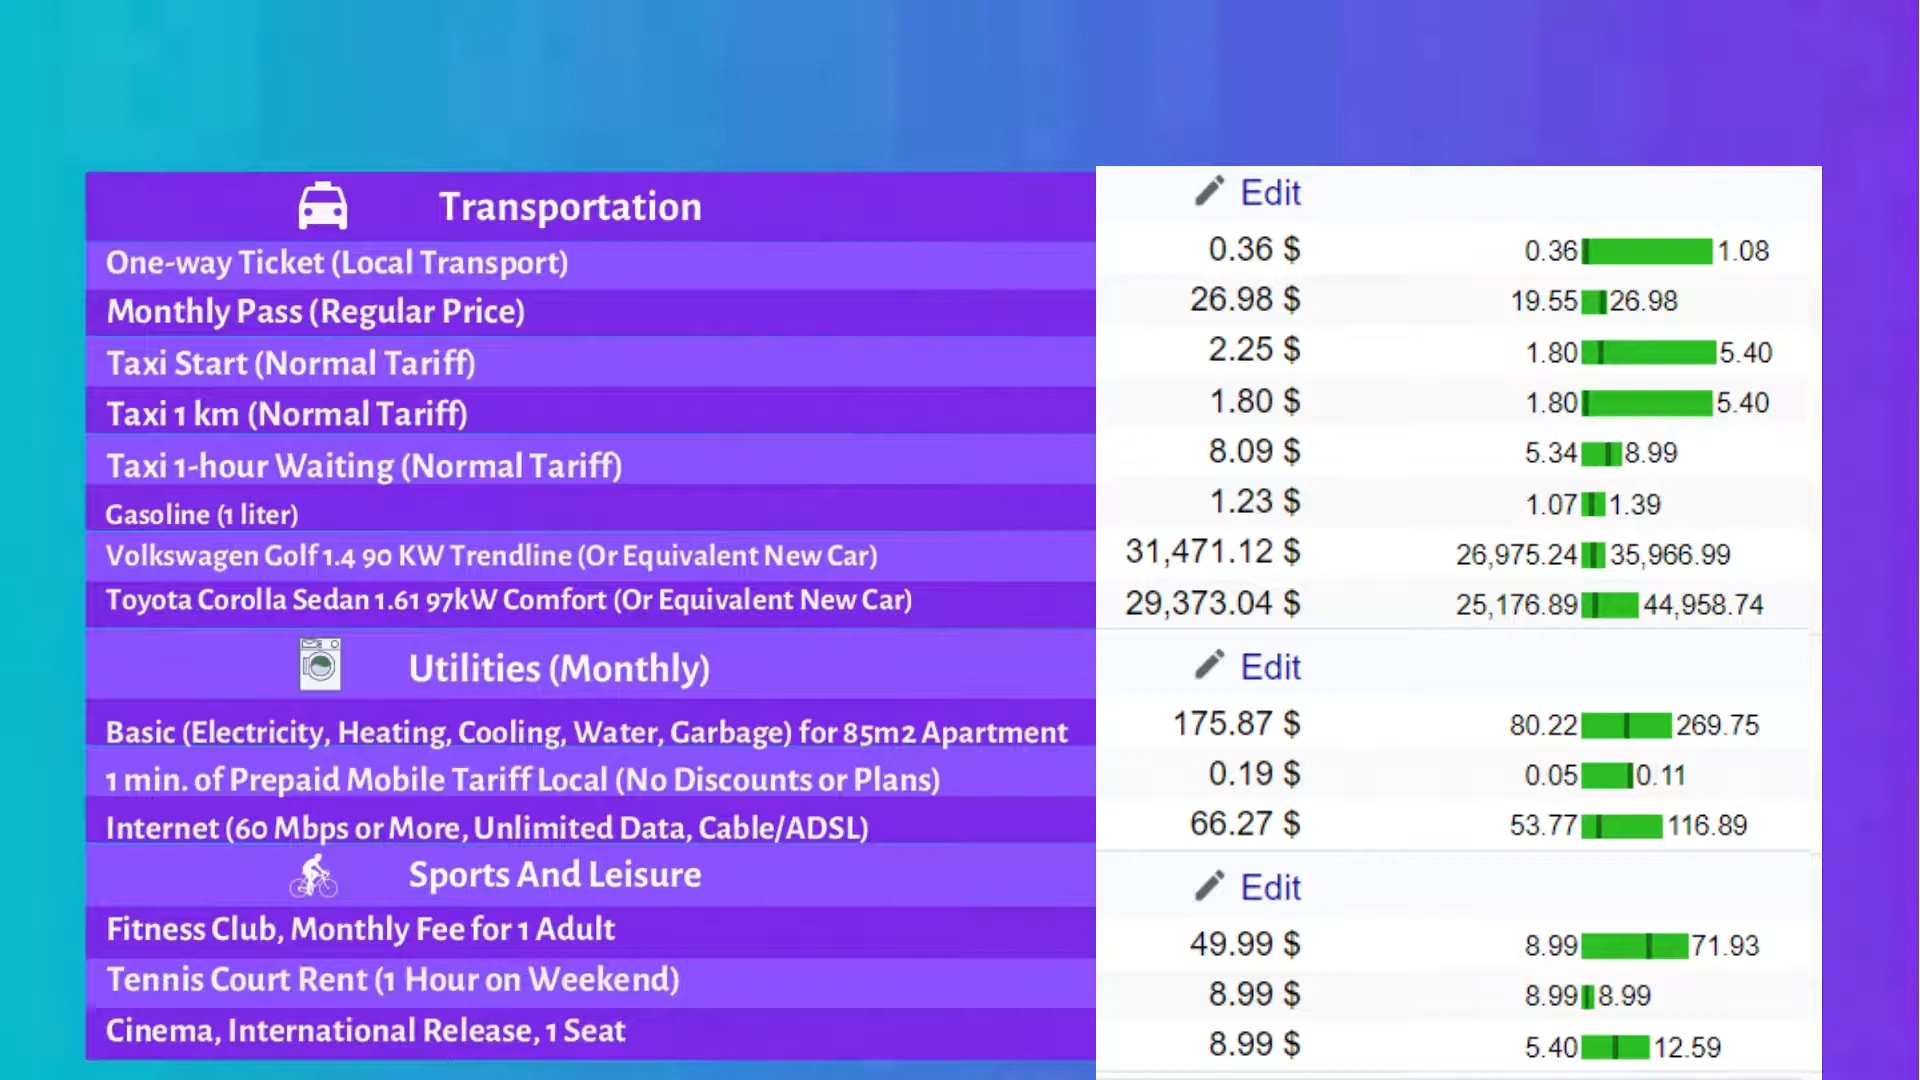 Transportation Edit
One-way Ticket (Local Transport) 0.36 $ 0.36 1.08
Monthly Pass (Regular Price) 26.98 $ 19.55 26.98
Taxi Start (Normal Tariff) 2.25 $ 1.80 5.40
Taxi 1 km (Normal Tariff) 1.80 $ 1.80 5.40
Taxi 1-hour Waiting (Normal Tariff) 8.09 $ 5.34 8.99
Gasoline (1 liter) 1.23 $ 1.07 1.39
Volkswagen Golf 1.4 90 KW Trendline (Or Equivalent New Car) 31,471.12 $ 26,975.24 35,966.99
Toyota Corolla Sedan 1.61 97kW Comfort (Or Equivalent New Car) 29,373.04 $ 25,176.89 44,958.74
Utilities (Monthly) Edit
Basic (Electricity, Heating, Cooling, Water, Garbage) for 85m2 Apartment 175.87 $ 80.22 269.75
1 min. of Prepaid Mobile Tariff Local (No Discounts or Plans) 0.19 $ 0.05 0.11
Internet (60 Mbps or More, Unlimited Data, Cable/ADSL) 66.27 $ 53.77 116.89
Sports And Leisure Edit
Fitness Club, Monthly Fee for 1 Adult 49.99 $ 8.99 71.93
Tennis Court Rent (1 Hour on Weekend) 8.99 $ 8.99 8.99
Cinema, International Release, 1 Seat 8.99 $ 5.40 12.59